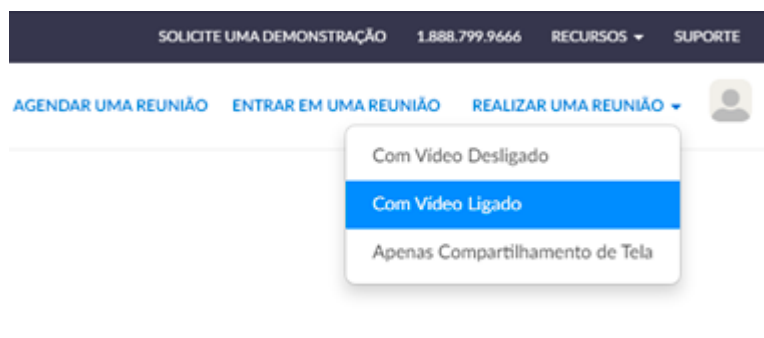 SOLICITE UMA DEMONSTRAÇÃO 1.888.799.9666 RECURSOS SUPORTE
AGENDAR UMA REUNIÃO ENTRAR EM UMA REUNIÃO REALIZAR UMA REUNIÃO
Com Vídeo Desligado
Com Vídeo Ligado
Apenas Compartilhamento de Tela